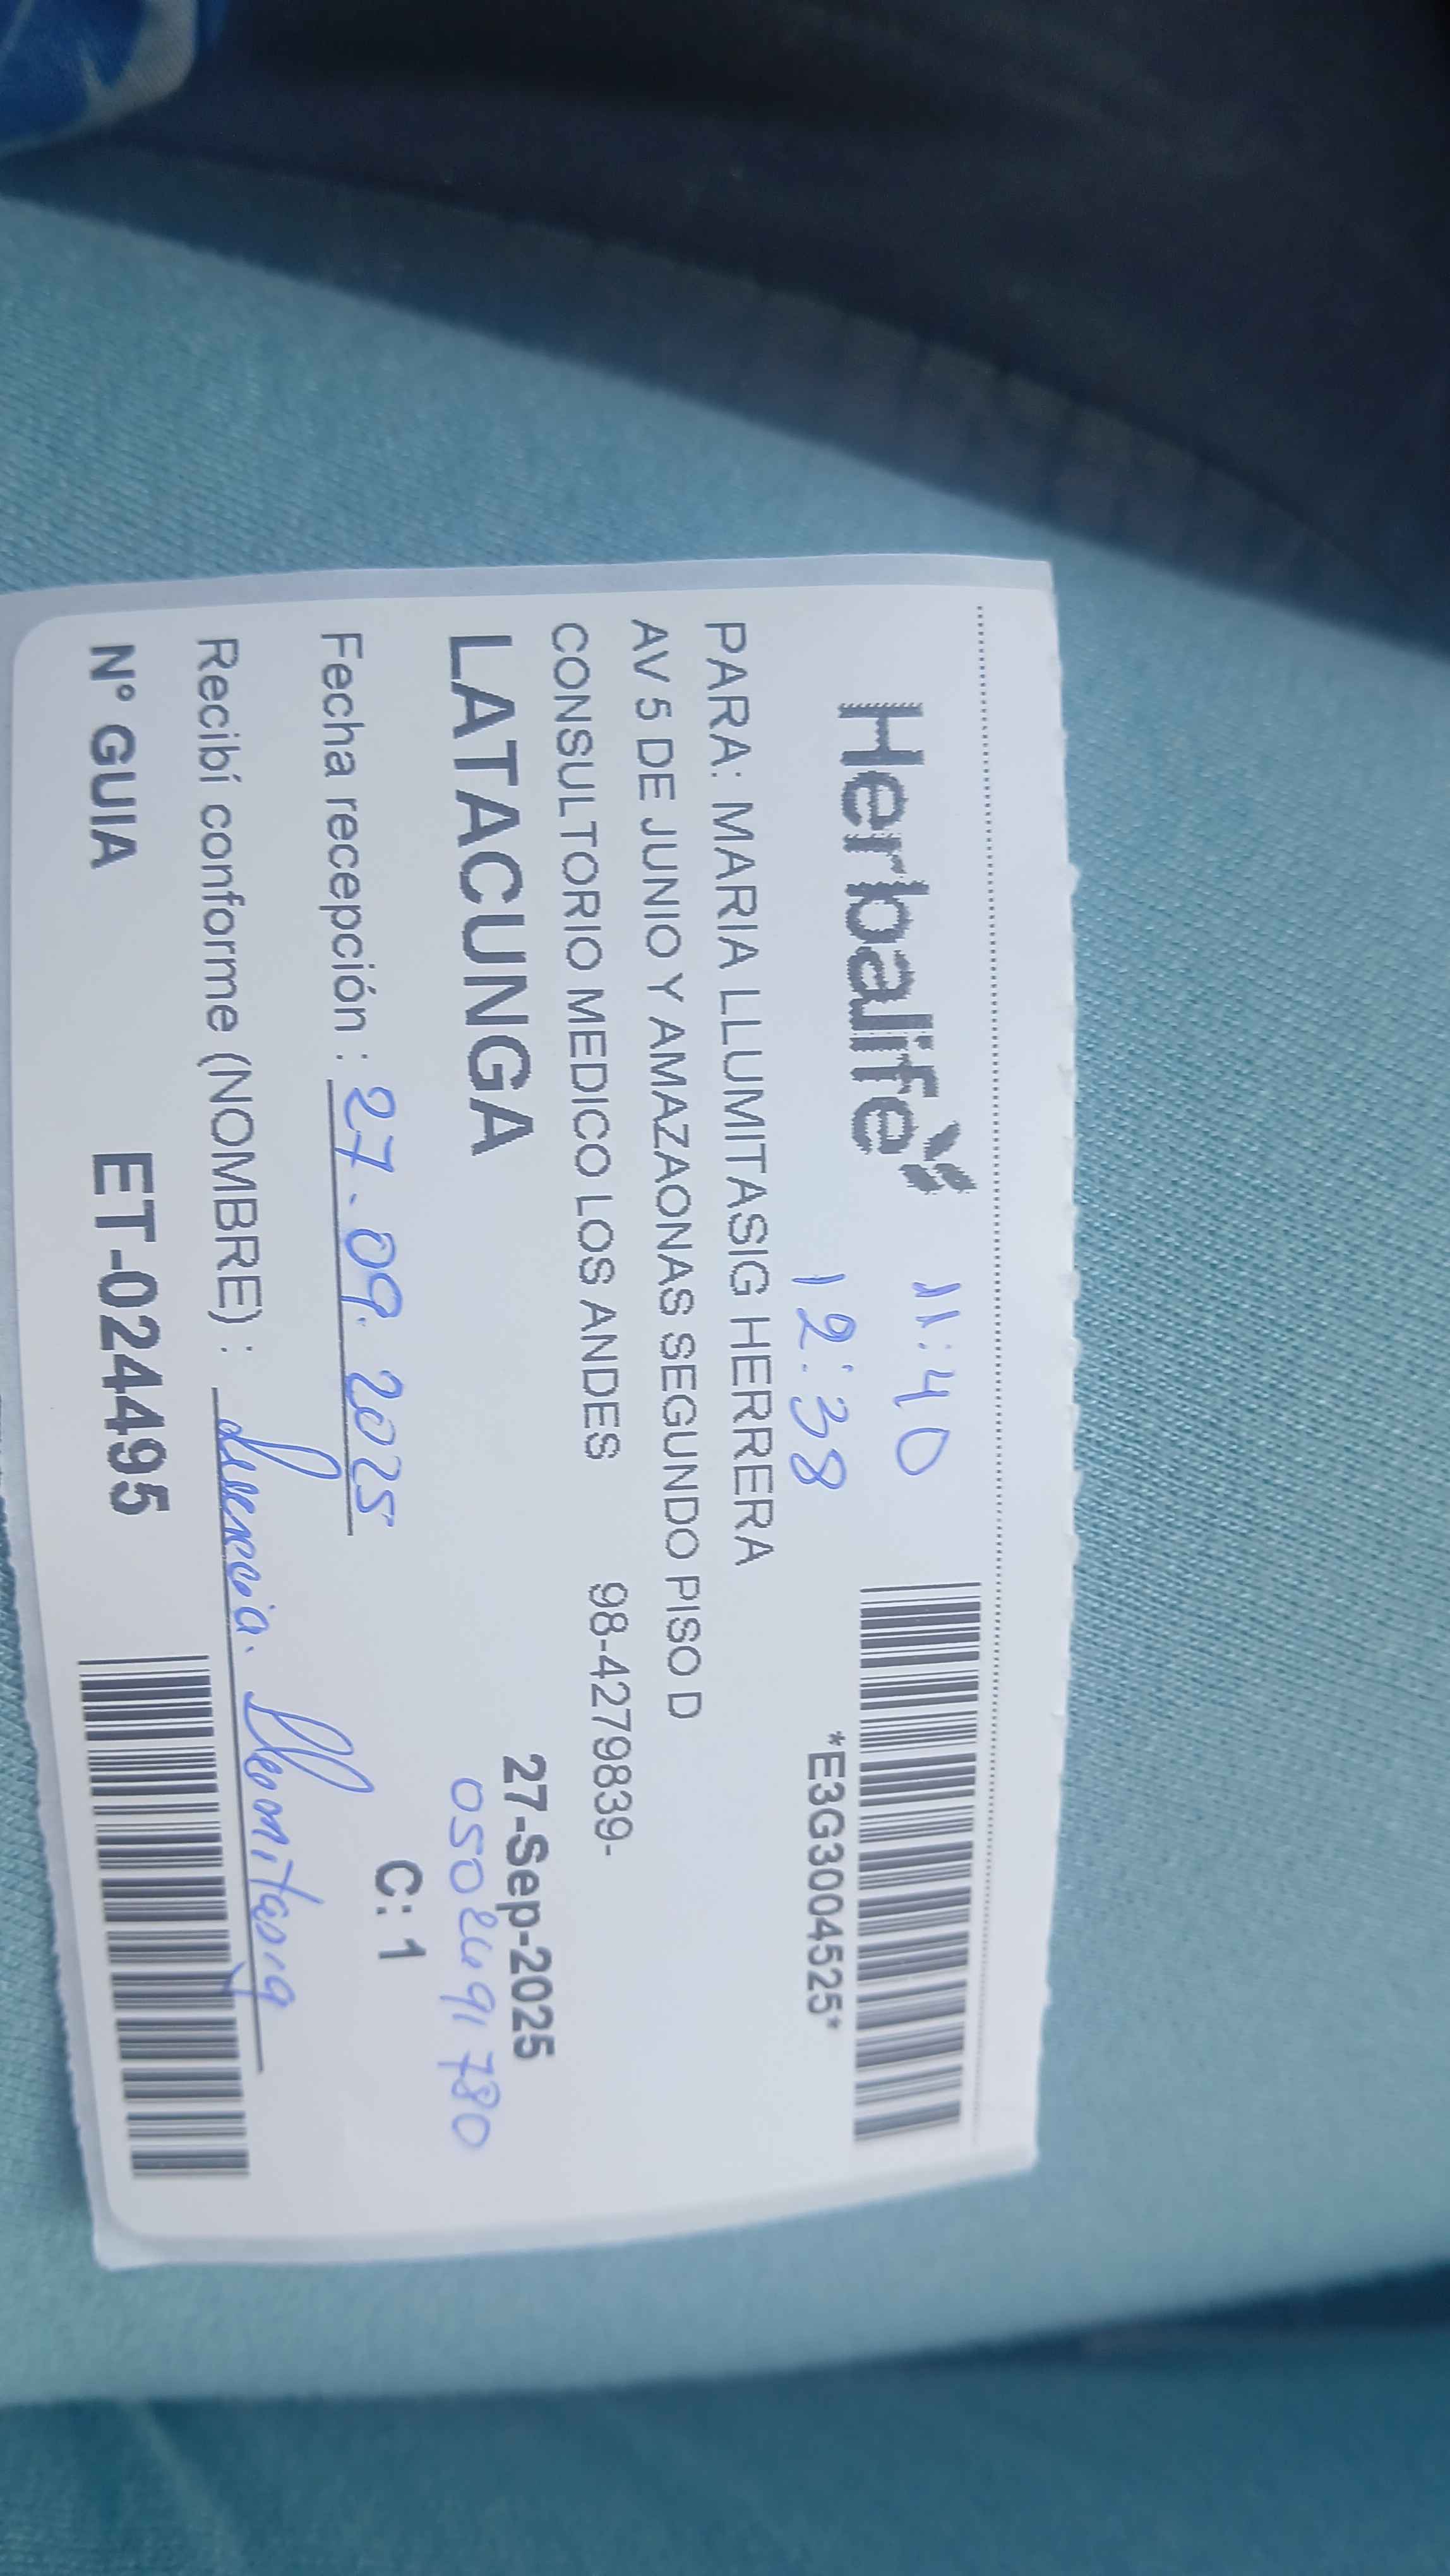 Herbalife
11:40
12:38
*E3G3004525*
PARA: MARIA LLUMITASIG HERRERA
AV 5 DE JUNIO Y AMAZAONAS SEGUNDO PISO D
CONSULTORIO MEDICO LOS ANDES 98-4279839-
LATACUNGA 27-Sep-2025
0502491780
Fecha recepción : 27.09.2025 C: 1
Recibí conforme (NOMBRE) :
N° GUIA ET-024495